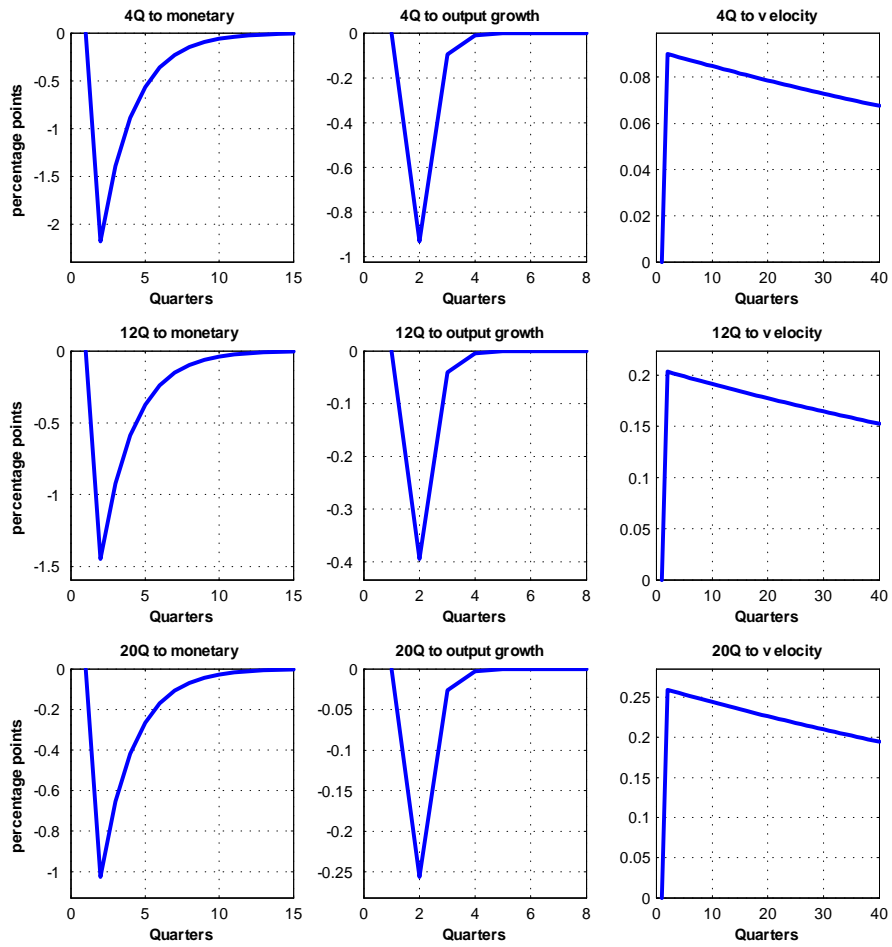 4Q to monetary
4Q to output growth
4Q to v elocity
percentage points
0
-0.5
-1
-1.5
-2
0 5 10 15
Quarters
0
-0.2
-0.4
-0.6
-0.8
-1
0 2 4 6 8
Quarters
0.08
0.06
0.04
0.02
0
0 10 20 30 40
Quarters
12Q to monetary
12Q to output growth
12Q to v elocity
percentage points
0
-0.5
-1
-1.5
0 5 10 15
Quarters
0
-0.1
-0.2
-0.3
-0.4
0 2 4 6 8
Quarters
0.2
0.15
0.1
0.05
0
0 10 20 30 40
Quarters
20Q to monetary
20Q to output growth
20Q to v elocity
percentage points
0
-0.2
-0.4
-0.6
-0.8
-1
0 5 10 15
Quarters
0
-0.05
-0.1
-0.15
-0.2
-0.25
0 2 4 6 8
Quarters
0.25
0.2
0.15
0.1
0.05
0
0 10 20 30 40
Quarters